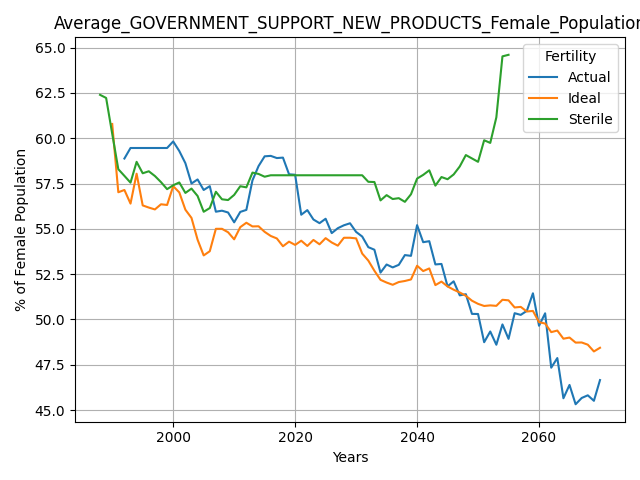 Average_GOVERNMENT_SUPPORT_NEW_PRODUCTS_Female_Population
65.0
62.5
60.0
57.5
55.0
52.5
50.0
47.5
45.0
% of Female Population
Fertility
Actual
Ideal
Sterile
2000
2020
2040
2060
Years